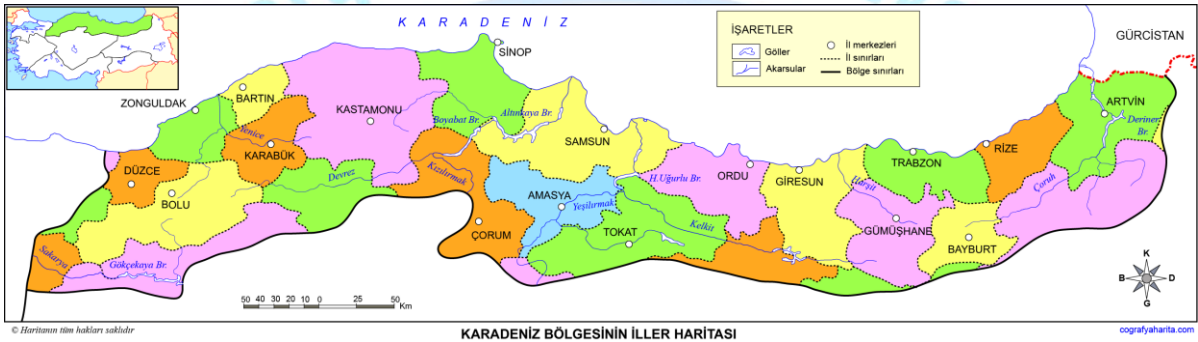 K A R A D E N İ Z
GÜRCİSTAN
İŞARETLER
Göller
Akarsular
İl merkezleri
İl sınırları
Bölge sınırları
SİNOP
ZONGULDAK
BARTIN
KASTAMONU
ARTVİN
Boyabat Br.
Altınkaya Br.
Deriner Br.
Yenice
KARABÜK
SAMSUN
RİZE
TRABZON
DÜZCE
Devrez
Kızılırmak
H.Uğurlu Br.
ORDU
GİRESUN
Harşit
Çoruh
BOLU
AMASYA
Yeşilırmak
Kelkit
GÜMÜŞHANE
ÇORUM
TOKAT
BAYBURT
Sakarya
Gökçekaya Br.
K
B
D
G
50 40 30 20 10 0 25 50
Km
© Haritanın tüm hakları saklıdır
KARADENİZ BÖLGESİNİN İLLER HARİTASI
cografyaharita.com